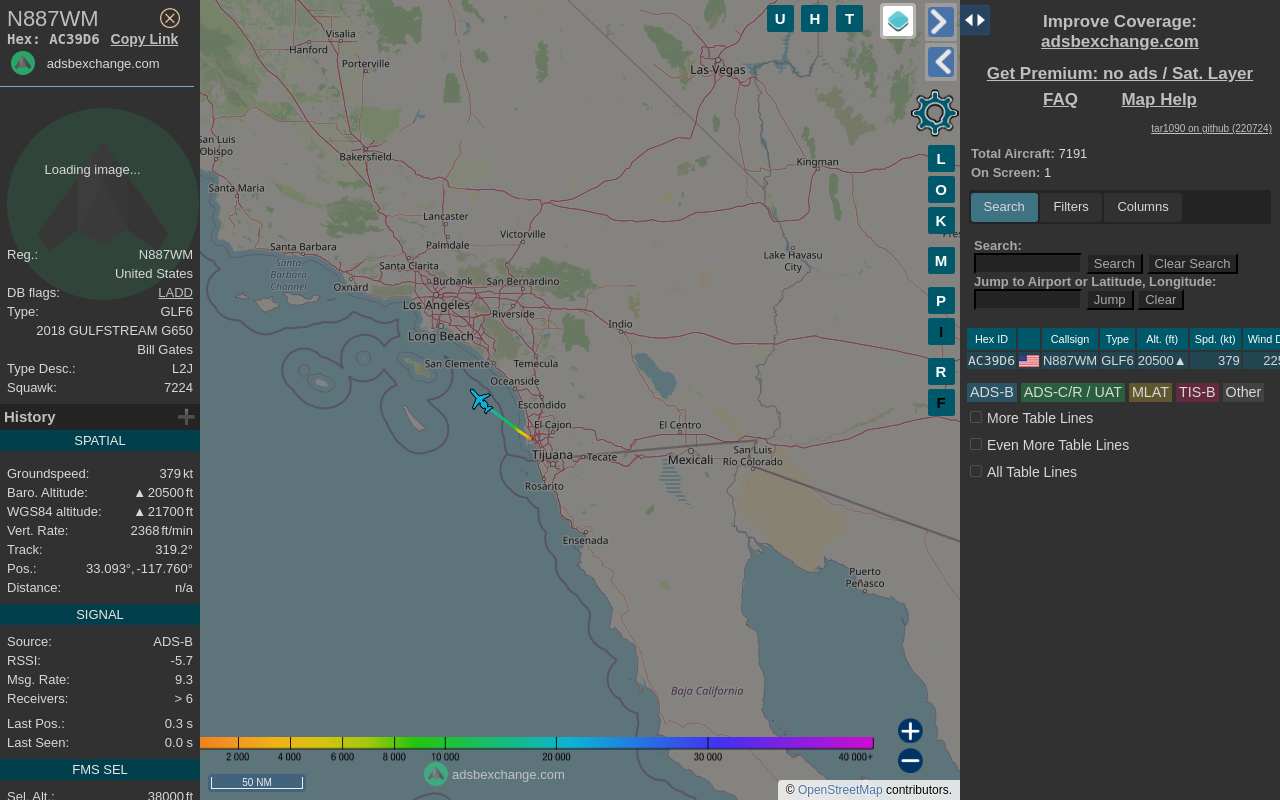 N887WM
Hex: AC39D6 Copy Link
adsbexchange.com
Loading image...
Reg.: N887WM
United States
DB flags: LADD
Type: GLF6
2018 GULFSTREAM G650
Bill Gates
Type Desc.: L2J
Squawk: 7224
History
SPATIAL
Groundspeed: 379 kt
Baro. Altitude: ▲ 20500 ft
WGS84 altitude: ▲ 21700 ft
Vert. Rate: 2368 ft/min
Track: 319.2°
Pos.: 33.093°, -117.760°
Distance: n/a
SIGNAL
Source: ADS-B
RSSI: -5.7
Msg. Rate: 9.3
Receivers: > 6
Last Pos.: 0.3 s
Last Seen: 0.0 s
FMS SEL
Sel. Alt.: 38000 ft
U H T
L
O
K
M
P
I
R
F
Visalia
Hanford
Porterville
Las Vegas
San Luis
Obispo
Bakersfield
Kingman
Santa Maria
Lancaster
Palmdale
Victorville
Santa Barbara
Santa
Barbara
Channel
Santa Clarita
Lake Havasu
City
Oxnard
Burbank
San Bernardino
Los Angeles
Riverside
Long Beach
Indio
San Clemente
Temecula
Oceanside
Escondido
El Cajon
El Centro
Tijuana
Tecate
Mexicali
San Luis
Río Colorado
Rosarito
Ensenada
Puerto
Peñasco
Baja California
2 000 4 000 6 000 8 000 10 000 20 000 30 000 40 000+
50 NM
adsbexchange.com
© OpenStreetMap contributors.
Improve Coverage:
adsbexchange.com
Get Premium: no ads / Sat. Layer
FAQ Map Help
tar1090 on github (220724)
Total Aircraft: 7191
On Screen: 1
Search Filters Columns
Search:
Search Clear Search
Jump to Airport or Latitude, Longitude:
Jump Clear
Hex ID Callsign Type Alt. (ft) Spd. (kt) Wind D
AC39D6 N887WM GLF6 20500▲ 379 225
ADS-B ADS-C/R / UAT MLAT TIS-B Other
More Table Lines
Even More Table Lines
All Table Lines